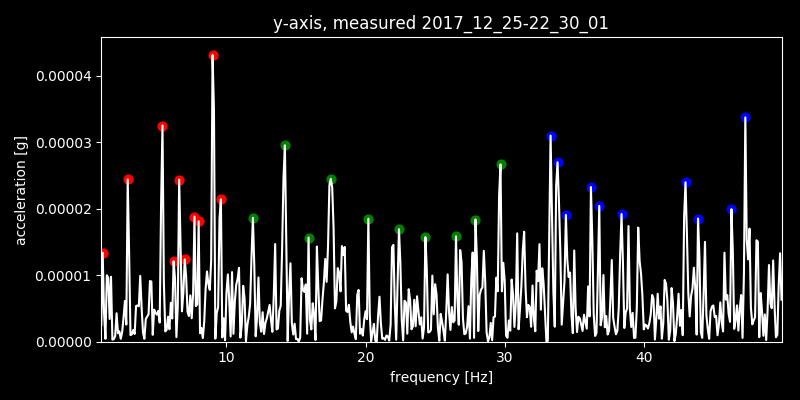 y-axis, measured 2017_12_25-22_30_01
0.00004
0.00003
0.00002
0.00001
0.00000
acceleration [g]
10 20 30 40
frequency [Hz]